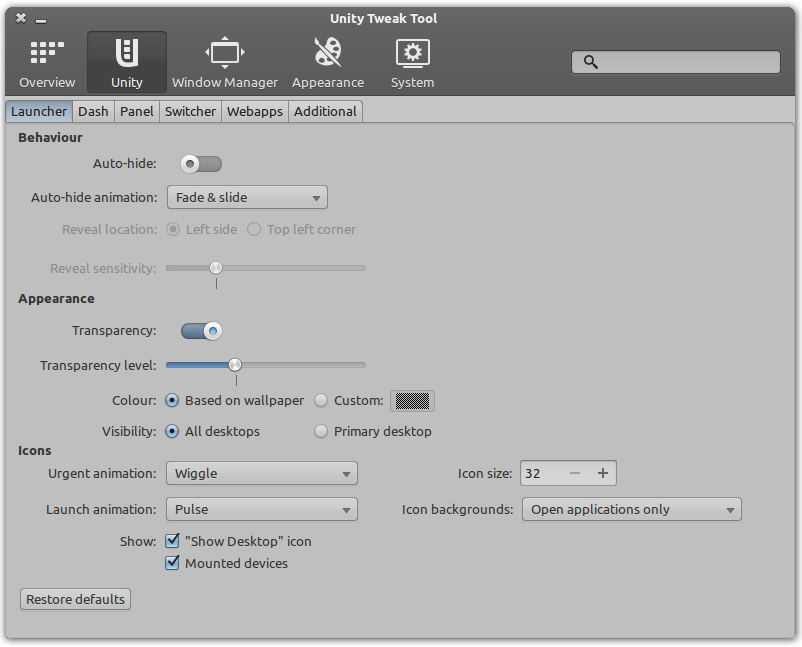 Unity Tweak Tool
Overview Unity Window Manager Appearance System
Launcher Dash Panel Switcher Webapps Additional
Behaviour
Auto-hide:
Auto-hide animation: Fade & slide
Reveal location: Left side Top left corner
Reveal sensitivity:
Appearance
Transparency:
Transparency level:
Colour: Based on wallpaper Custom:
Visibility: All desktops Primary desktop
Icons
Urgent animation: Wiggle Icon size: 32
Launch animation: Pulse Icon backgrounds: Open applications only
Show: "Show Desktop" icon
Mounted devices
Restore defaults